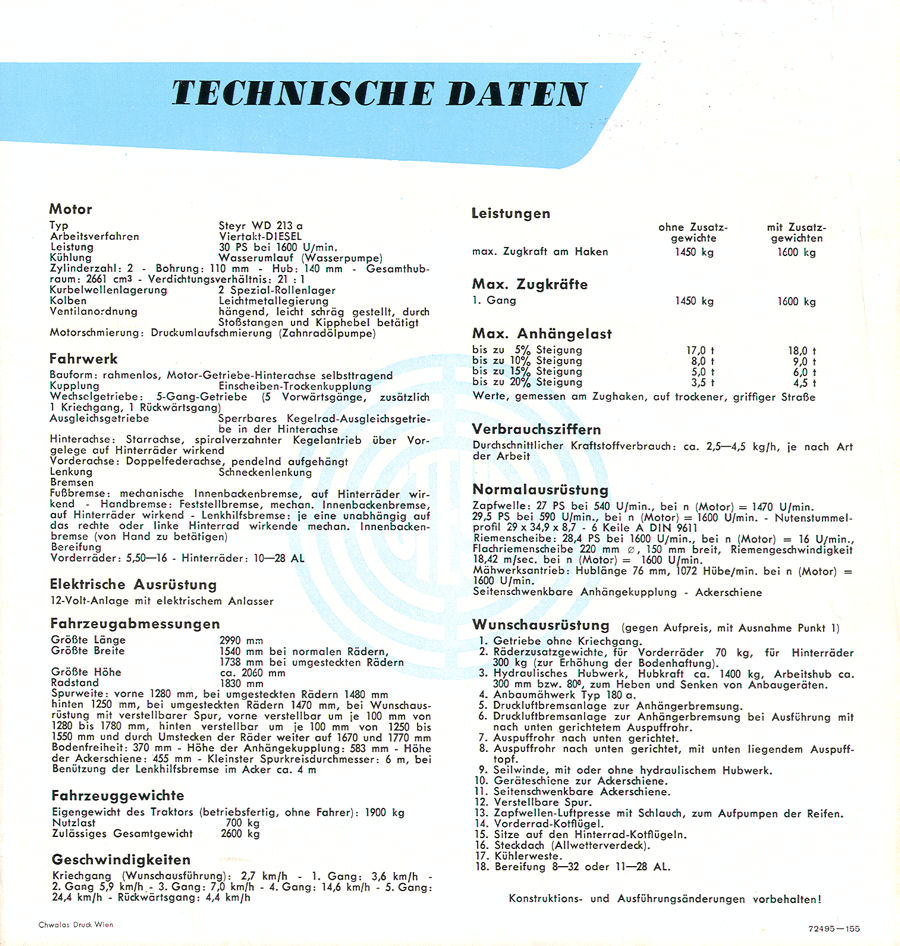 TECHNISCHE DATEN
Motor
Typ Steyr WD 213 a
Arbeitsverfahren Viertakt-DIESEL
Leistung 30 PS bei 1600 U/min.
Kühlung Wasserumlauf (Wasserpumpe)
Zylinderzahl: 2 - Bohrung: 110 mm - Hub: 140 mm - Gesamthub-
raum: 2661 cm³ - Verdichtungsverhältnis: 21 : 1
Kurbelwellenlagerung 2 Spezial-Rollenlager
Kolben Leichtmetallegierung
Ventilanordnung hängend, leicht schräg gestellt, durch
Stoßstangen und Kipphebel betätigt
Motorschmierung: Druckumlaufschmierung (Zahnradölpumpe)
Fahrwerk
Bauform: rahmenlos, Motor-Getriebe-Hinterachse selbsttragend
Kupplung Einscheiben-Trockenkupplung
Wechselgetriebe: 5-Gang-Getriebe (5 Vorwärtsgänge, zusätzlich
1 Kriechgang, 1 Rückwärtsgang)
Ausgleichsgetriebe Sperrbares Kegelrad-Ausgleichsgetrie-
be in der Hinterachse
Hinterachse: Starrachse, spiralverzahnter Kegelantrieb über Vor-
gelege auf Hinterräder wirkend
Vorderachse: Doppelfederachse, pendelnd aufgehängt
Lenkung Schneckenlenkung
Bremsen
Fußbremse: mechanische Innenbackenbremse, auf Hinterräder wir-
kend - Handbremse: Feststellbremse, mechan. Innenbackenbremse,
auf Hinterräder wirkend - Lenkhilfsbremse: je eine unabhängig auf
das rechte oder linke Hinterrad wirkende mechan. Innenbacken-
bremse (von Hand zu betätigen)
Bereifung
Vorderräder: 5,50—16 - Hinterräder: 10—28 AL
Elektrische Ausrüstung
12-Volt-Anlage mit elektrischem Anlasser
Fahrzeugabmessungen
Größte Länge 2990 mm
Größte Breite 1540 mm bei normalen Rädern,
1738 mm bei umgesteckten Rädern
Größte Höhe ca. 2060 mm
Radstand 1830 mm
Spurweite: vorne 1280 mm, bei umgesteckten Rädern 1480 mm
hinten 1250 mm, bei umgesteckten Rädern 1470 mm, bei Wunschaus-
rüstung mit verstellbarer Spur, vorne verstellbar um je 100 mm von
1280 bis 1780 mm, hinten verstellbar um je 100 mm von 1250 bis
1550 mm und durch Umstecken der Räder weiter auf 1670 und 1770 mm
Bodenfreiheit: 370 mm - Höhe der Anhängekupplung: 583 mm - Höhe
der Ackerschiene: 455 mm - Kleinster Spurkreisdurchmesser: 6 m, bei
Benützung der Lenkhilfsbremse im Acker ca. 4 m
Fahrzeuggewichte
Eigengewicht des Traktors (betriebsfertig, ohne Fahrer): 1900 kg
Nutzlast 700 kg
Zulässiges Gesamtgewicht 2600 kg
Geschwindigkeiten
Kriechgang (Wunschausführung): 2,7 km/h - 1. Gang: 3,6 km/h -
2. Gang 5,9 km/h - 3. Gang: 7,0 km/h - 4. Gang: 14,6 km/h - 5. Gang:
24,4 km/h - Rückwärtsgang: 4,4 km/h
Chwalas Druck Wien
Leistungen
ohne Zusatz- mit Zusatz-
gewichte gewichten
max. Zugkraft am Haken 1450 kg 1600 kg
Max. Zugkräfte
1. Gang 1450 kg 1600 kg
Max. Anhängelast
bis zu 5% Steigung 17,0 t 18,0 t
bis zu 10% Steigung 8,0 t 9,0 t
bis zu 15% Steigung 5,0 t 6,0 t
bis zu 20% Steigung 3,5 t 4,5 t
Werte, gemessen am Zughaken, auf trockener, griffiger Straße
Verbrauchsziffern
Durchschnittlicher Kraftstoffverbrauch: ca. 2,5—4,5 kg/h, je nach Art
der Arbeit
Normalausrüstung
Zapfwelle: 27 PS bei 540 U/min., bei n (Motor) = 1470 U/min.
29,5 PS bei 590 U/min., bei n (Motor) = 1600 U/min. - Nutenstummel-
profil 29 x 34,9 x 8,7 - 6 Keile A DIN 9611
Riemenscheibe: 28,4 PS bei 1600 U/min., bei n (Motor) = 16 U/min.,
Flachriemenscheibe 220 mm ⌀, 150 mm breit, Riemengeschwindigkeit
18,42 m/sec. bei n (Motor) = 1600 U/min.
Mähwerksantrieb: Hublänge 76 mm, 1072 Hübe/min. bei n (Motor) =
1600 U/min.
Seitenschwenkbare Anhängekupplung - Ackerschiene
Wunschausrüstung (gegen Aufpreis, mit Ausnahme Punkt 1)
1. Getriebe ohne Kriechgang.
2. Räderzusatzgewichte, für Vorderräder 70 kg, für Hinterräder
300 kg (zur Erhöhung der Bodenhaftung).
3. Hydraulisches Hubwerk, Hubkraft ca. 1400 kg, Arbeitshub ca.
300 mm bzw. 80⁰, zum Heben und Senken von Anbaugeräten.
4. Anbaumähwerk Typ 180 a.
5. Druckluftbremsanlage zur Anhängerbremsung.
6. Druckluftbremsanlage zur Anhängerbremsung bei Ausführung mit
nach unten gerichtetem Auspuffrohr.
7. Auspuffrohr nach unten gerichtet.
8. Auspuffrohr nach unten gerichtet, mit unten liegendem Auspuff-
topf.
9. Seilwinde, mit oder ohne hydraulischem Hubwerk.
10. Geräteschiene zur Ackerschiene.
11. Seitenschwenkbare Ackerschiene.
12. Verstellbare Spur.
13. Zapfwellen-Luftpresse mit Schlauch, zum Aufpumpen der Reifen.
14. Vorderrad-Kotflügel.
15. Sitze auf den Hinterrad-Kotflügeln.
16. Steckdach (Allwetterverdeck).
17. Kühlerweste.
18. Bereifung 8—32 oder 11—28 AL.
Konstruktions- und Ausführungsänderungen vorbehalten!
72495—155